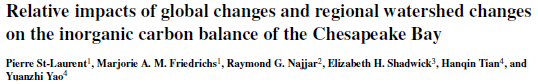 Relative impacts of global changes and regional watershed changes
on the inorganic carbon balance of the Chesapeake Bay
Pierre St-Laurent¹, Marjorie A. M. Friedrichs¹, Raymond G. Najjar², Elizabeth H. Shadwick³, Hanqin Tian⁴, and
Yuanzhi Yao⁴